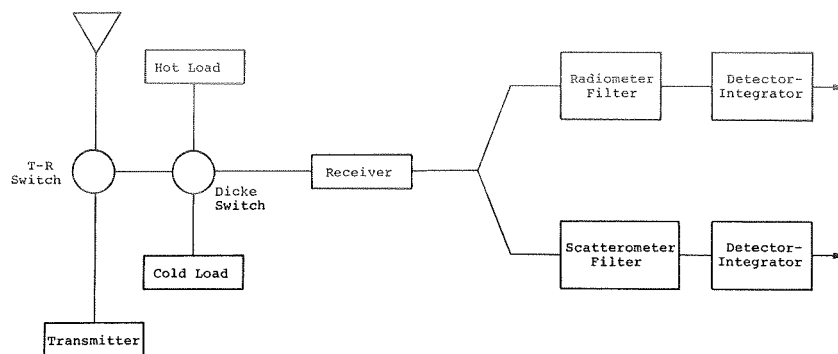 Hot Load
Radiometer
Filter
Detector-
Integrator
T-R
Switch
Dicke
Switch
Receiver
Cold Load
Scatterometer
Filter
Detector-
Integrator
Transmitter